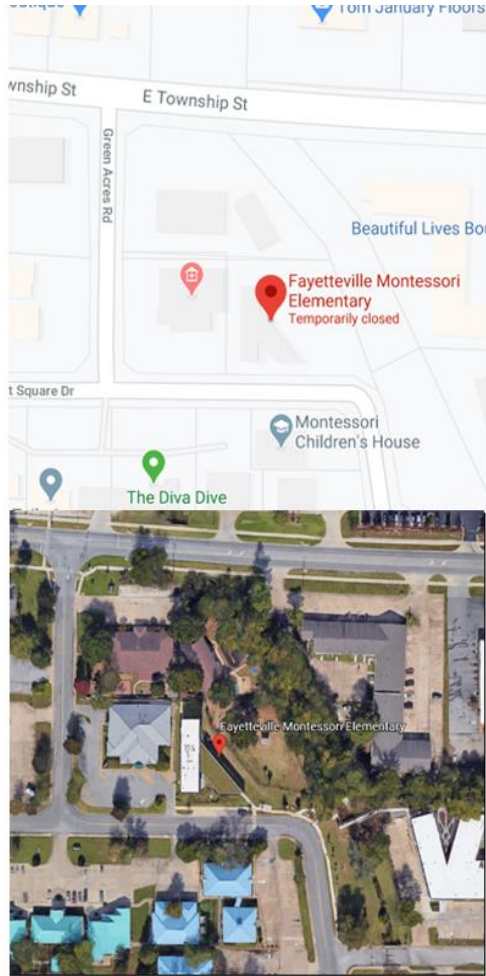 Tom January Floors
wnship St
E Township St
Green Acres Rd
Beautiful Lives Bou
Fayetteville Montessori
Elementary
Temporarily closed
t Square Dr
Montessori
Children's House
The Diva Dive
Fayetteville Montessori Elementary